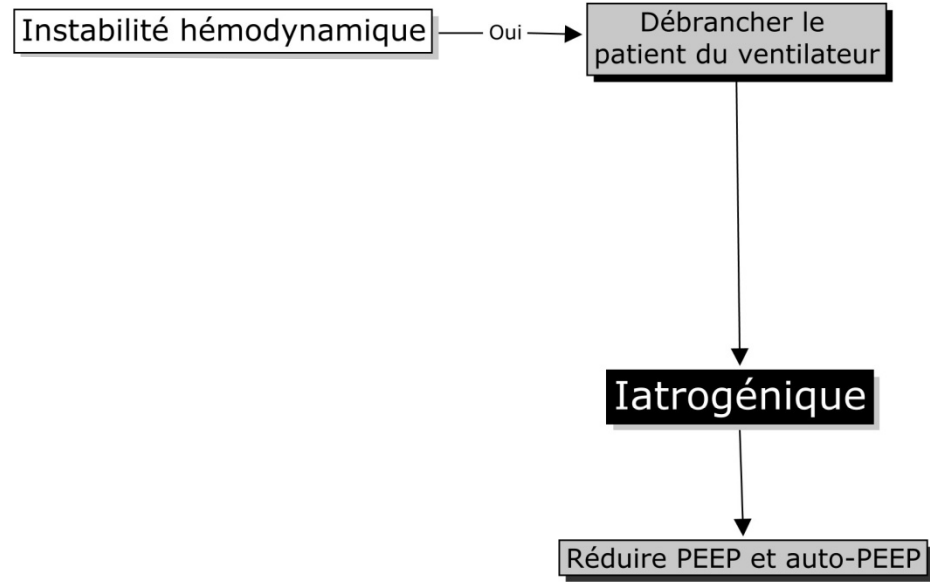 Instabilité hémodynamique
Oui
Débrancher le
patient du ventilateur
Iatrogénique
Réduire PEEP et auto-PEEP